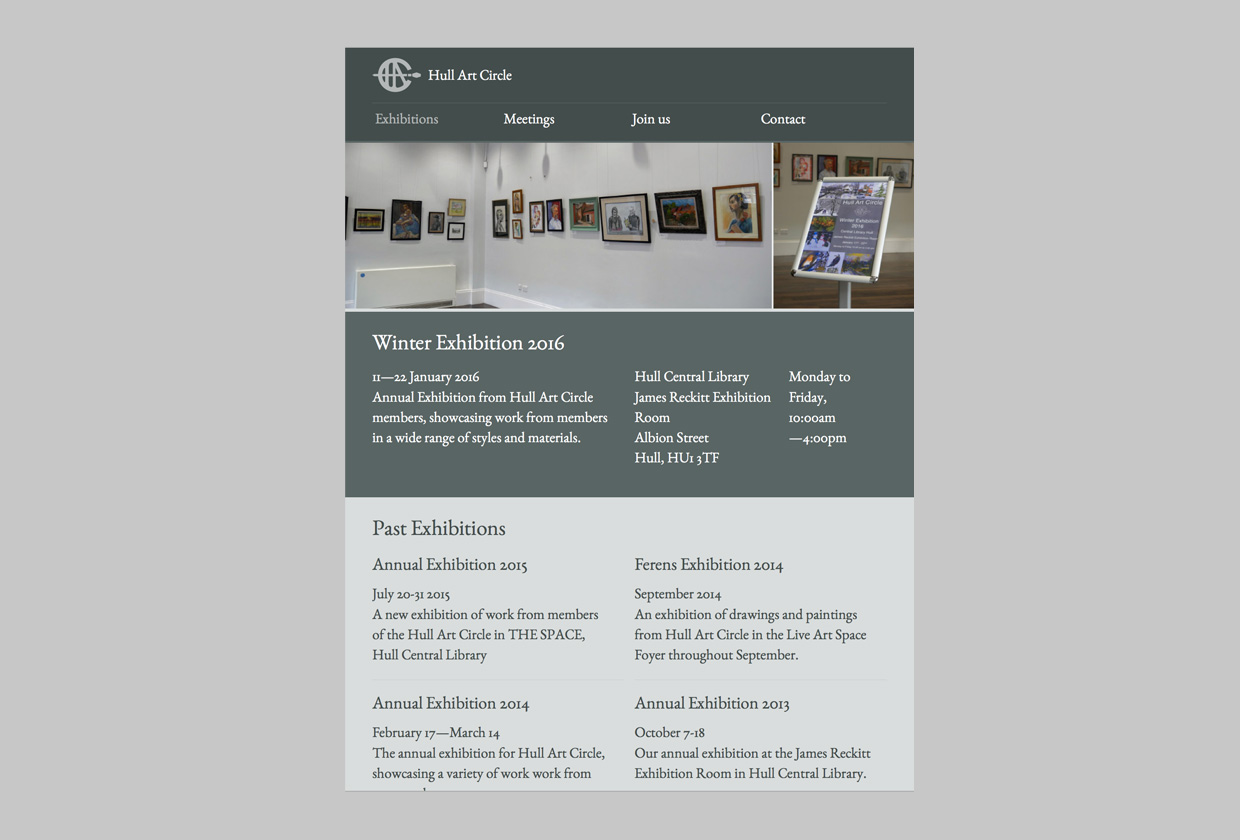 Hull Art Circle
Exhibitions Meetings Join us Contact
Hull Art Circle
Winter Exhibition
2016
Central Library Hull
Winter Exhibition 2016
11—22 January 2016
Annual Exhibition from Hull Art Circle
members, showcasing work from members
in a wide range of styles and materials.
Hull Central Library
James Reckitt Exhibition
Room
Albion Street
Hull, HU1 3TF
Monday to
Friday,
10:00am
—4:00pm
Past Exhibitions
Annual Exhibition 2015
July 20-31 2015
A new exhibition of work from members
of the Hull Art Circle in THE SPACE,
Hull Central Library
Ferens Exhibition 2014
September 2014
An exhibition of drawings and paintings
from Hull Art Circle in the Live Art Space
Foyer throughout September.
Annual Exhibition 2014
February 17—March 14
The annual exhibition for Hull Art Circle,
showcasing a variety of work work from
Annual Exhibition 2013
October 7-18
Our annual exhibition at the James Reckitt
Exhibition Room in Hull Central Library.